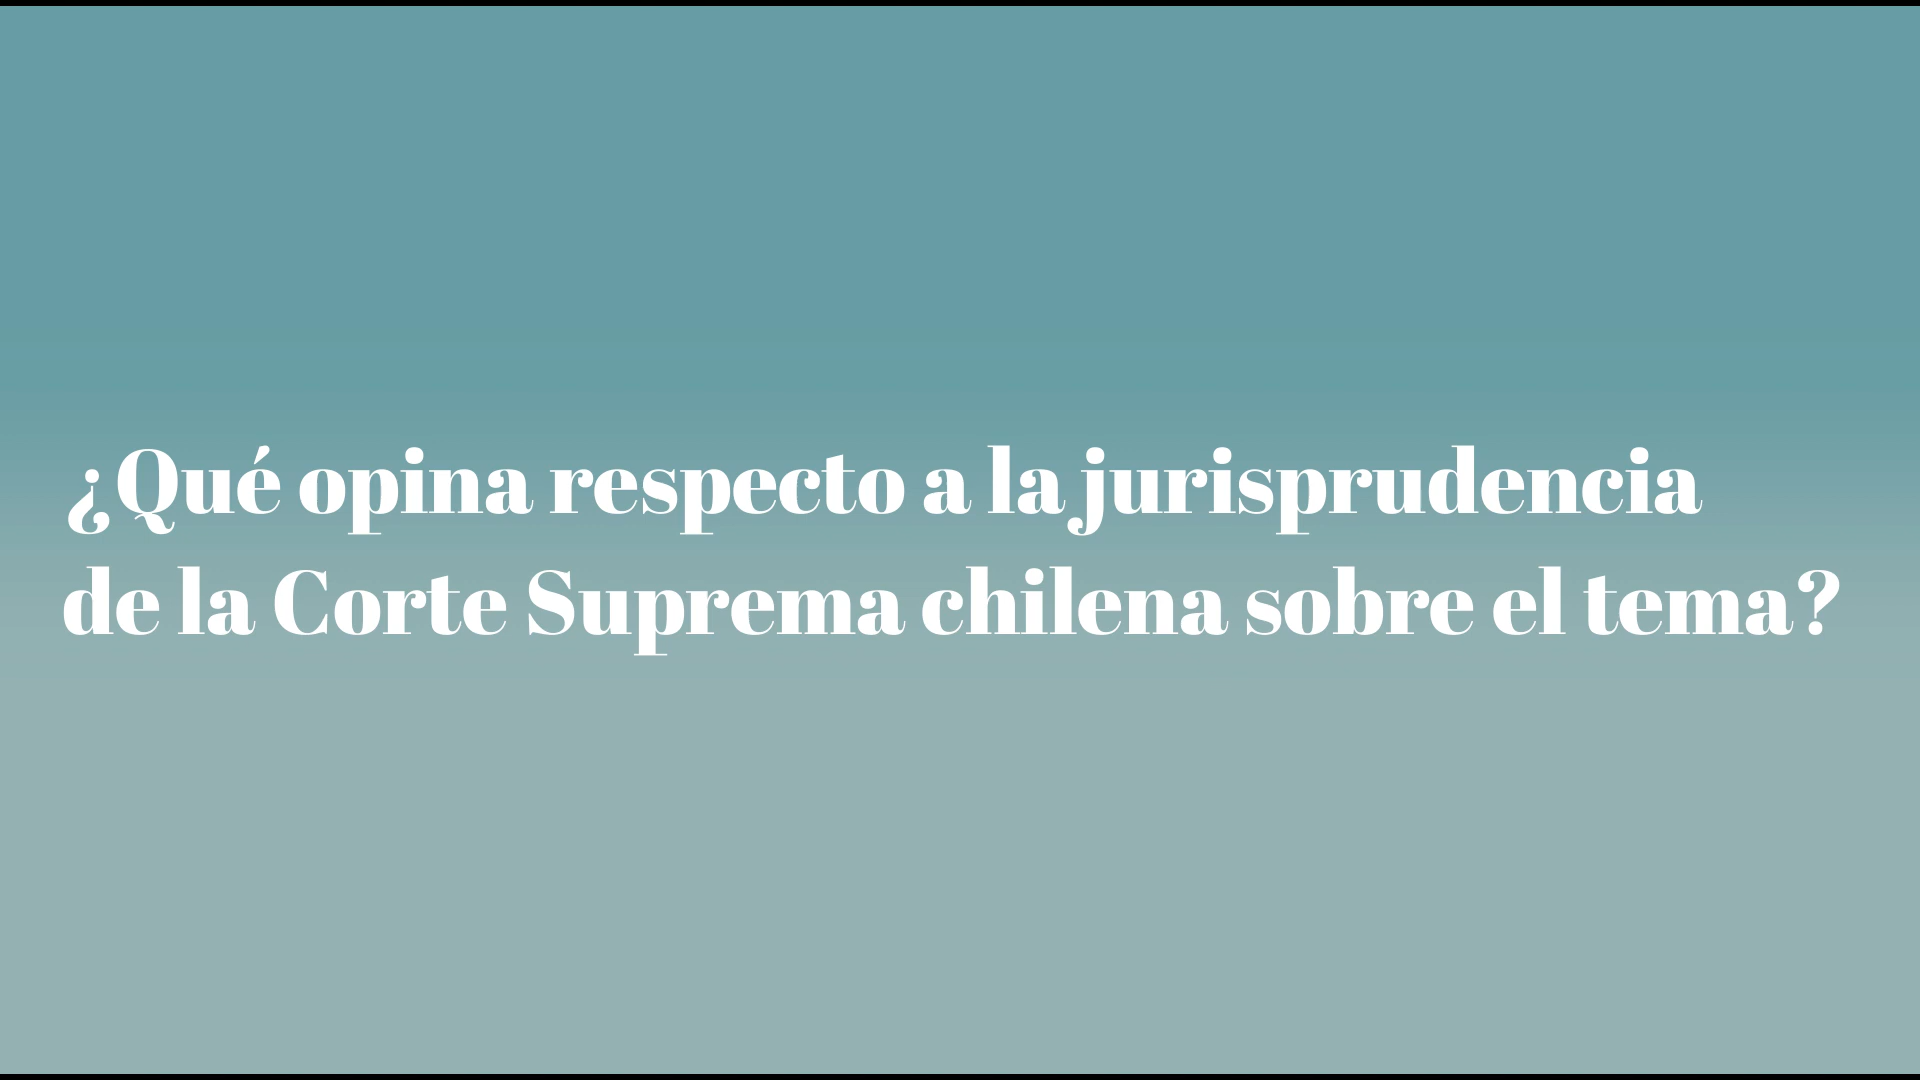 ¿Qué opina respecto a la jurisprudencia
de la Corte Suprema chilena sobre el tema?